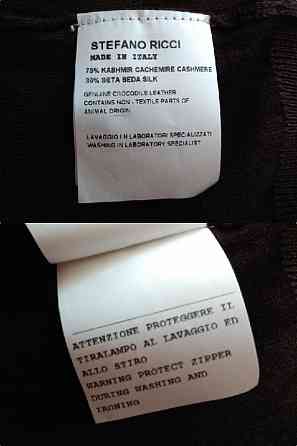 STEFANO RICCI
MADE IN ITALY
70% KASHMIR CACHEMIRE CASHMERE
30% SETA SEDA SILK
GENUINE CROCODILE LEATHER
CONTAINS NON - TEXTILE PARTS OF
ANIMAL ORIGIN
LAVAGGIO IN LABORATORI SPECIALIZZATI
WASHING IN LABORATORY SPECIALIST
ATTENZIONE PROTEGGERE IL
TIRALAMPO AL LAVAGGIO ED
ALLO STIRO
WARNING PROTECT ZIPPER
DURING WASHING AND
IRONING